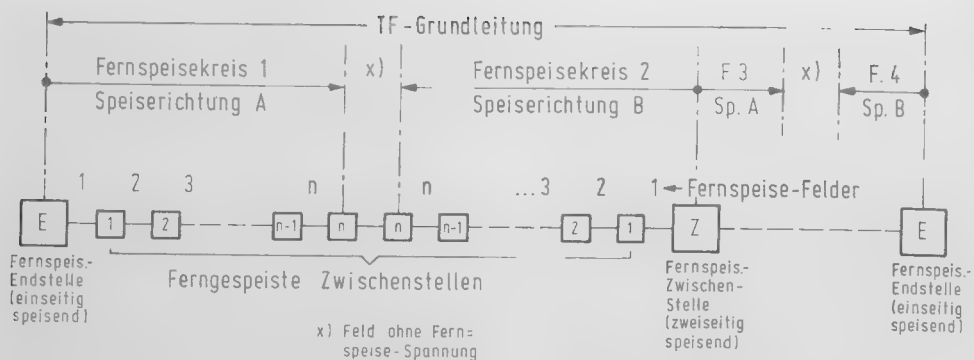 TF-Grundleitung
Fernspeisekreis 1 x) Fernspeisekreis 2 F. 3 x) F. 4
Speiserichtung A Speiserichtung B Sp. A Sp. B
1 2 3 n n ...3 2 1 Fernspeise-Felder
E 1 2 n-1 n n n-1 2 1 Z E
Ferngespeiste Zwischenstellen
Fernspeis.-
Endstelle
(einseitig
speisend)
Fernspeis.-
Zwischen-
Stelle
(zweiseitig
speisend)
Fernspeis.-
Endstelle
(einseitig
speisend)
x) Feld ohne Fern=
speise-Spannung